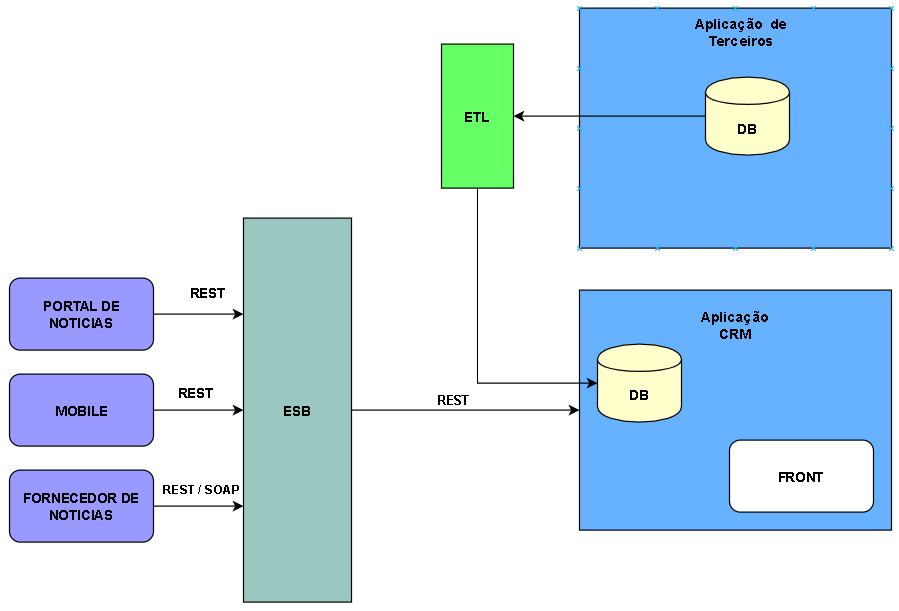 Aplicação de
Terceiros
ETL
DB
PORTAL DE
NOTICIAS
REST
Aplicação
CRM
MOBILE
REST
ESB
REST
DB
FORNECEDOR DE
NOTICIAS
REST / SOAP
FRONT